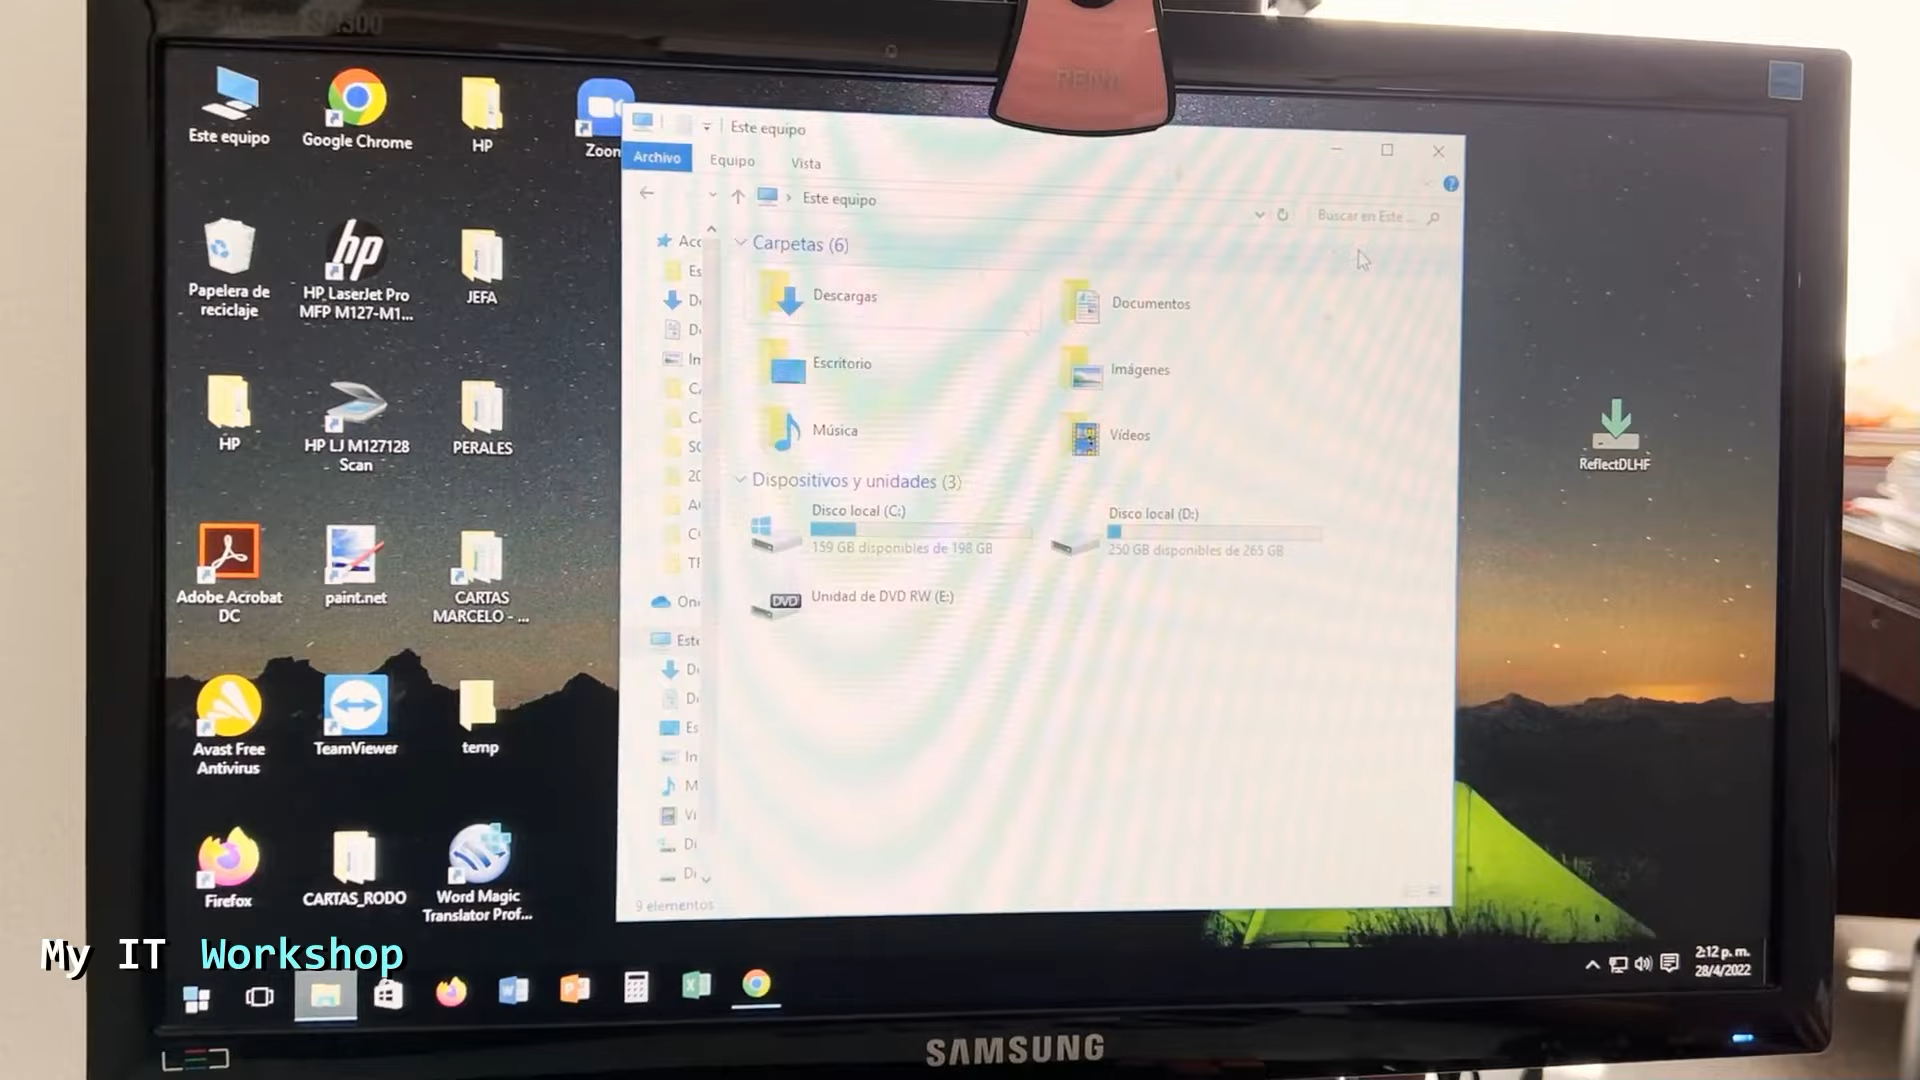 Este equipo
Google Chrome
HP
Zoom
Papelera de
reciclaje
HP LaserJet Pro
MFP M127-M1...
JEFA
HP
HP LJ M127128
Scan
PERALES
Adobe Acrobat
DC
paint.net
CARTAS
MARCELO - ...
Avast Free
Antivirus
TeamViewer
temp
Firefox
CARTAS_RODO
Word Magic
Translator Prof...
Este equipo
Archivo
Equipo
Vista
Este equipo
Buscar en Este ...
Carpetas (6)
Descargas
Documentos
Escritorio
Imágenes
Música
Vídeos
Dispositivos y unidades (3)
Disco local (C:)
159 GB disponibles de 198 GB
Disco local (D:)
250 GB disponibles de 265 GB
Unidad de DVD RW (E:)
DVD
9 elementos
ReflectDLHF
2:12 p. m.
28/4/2022
My IT Workshop
SAMSUNG